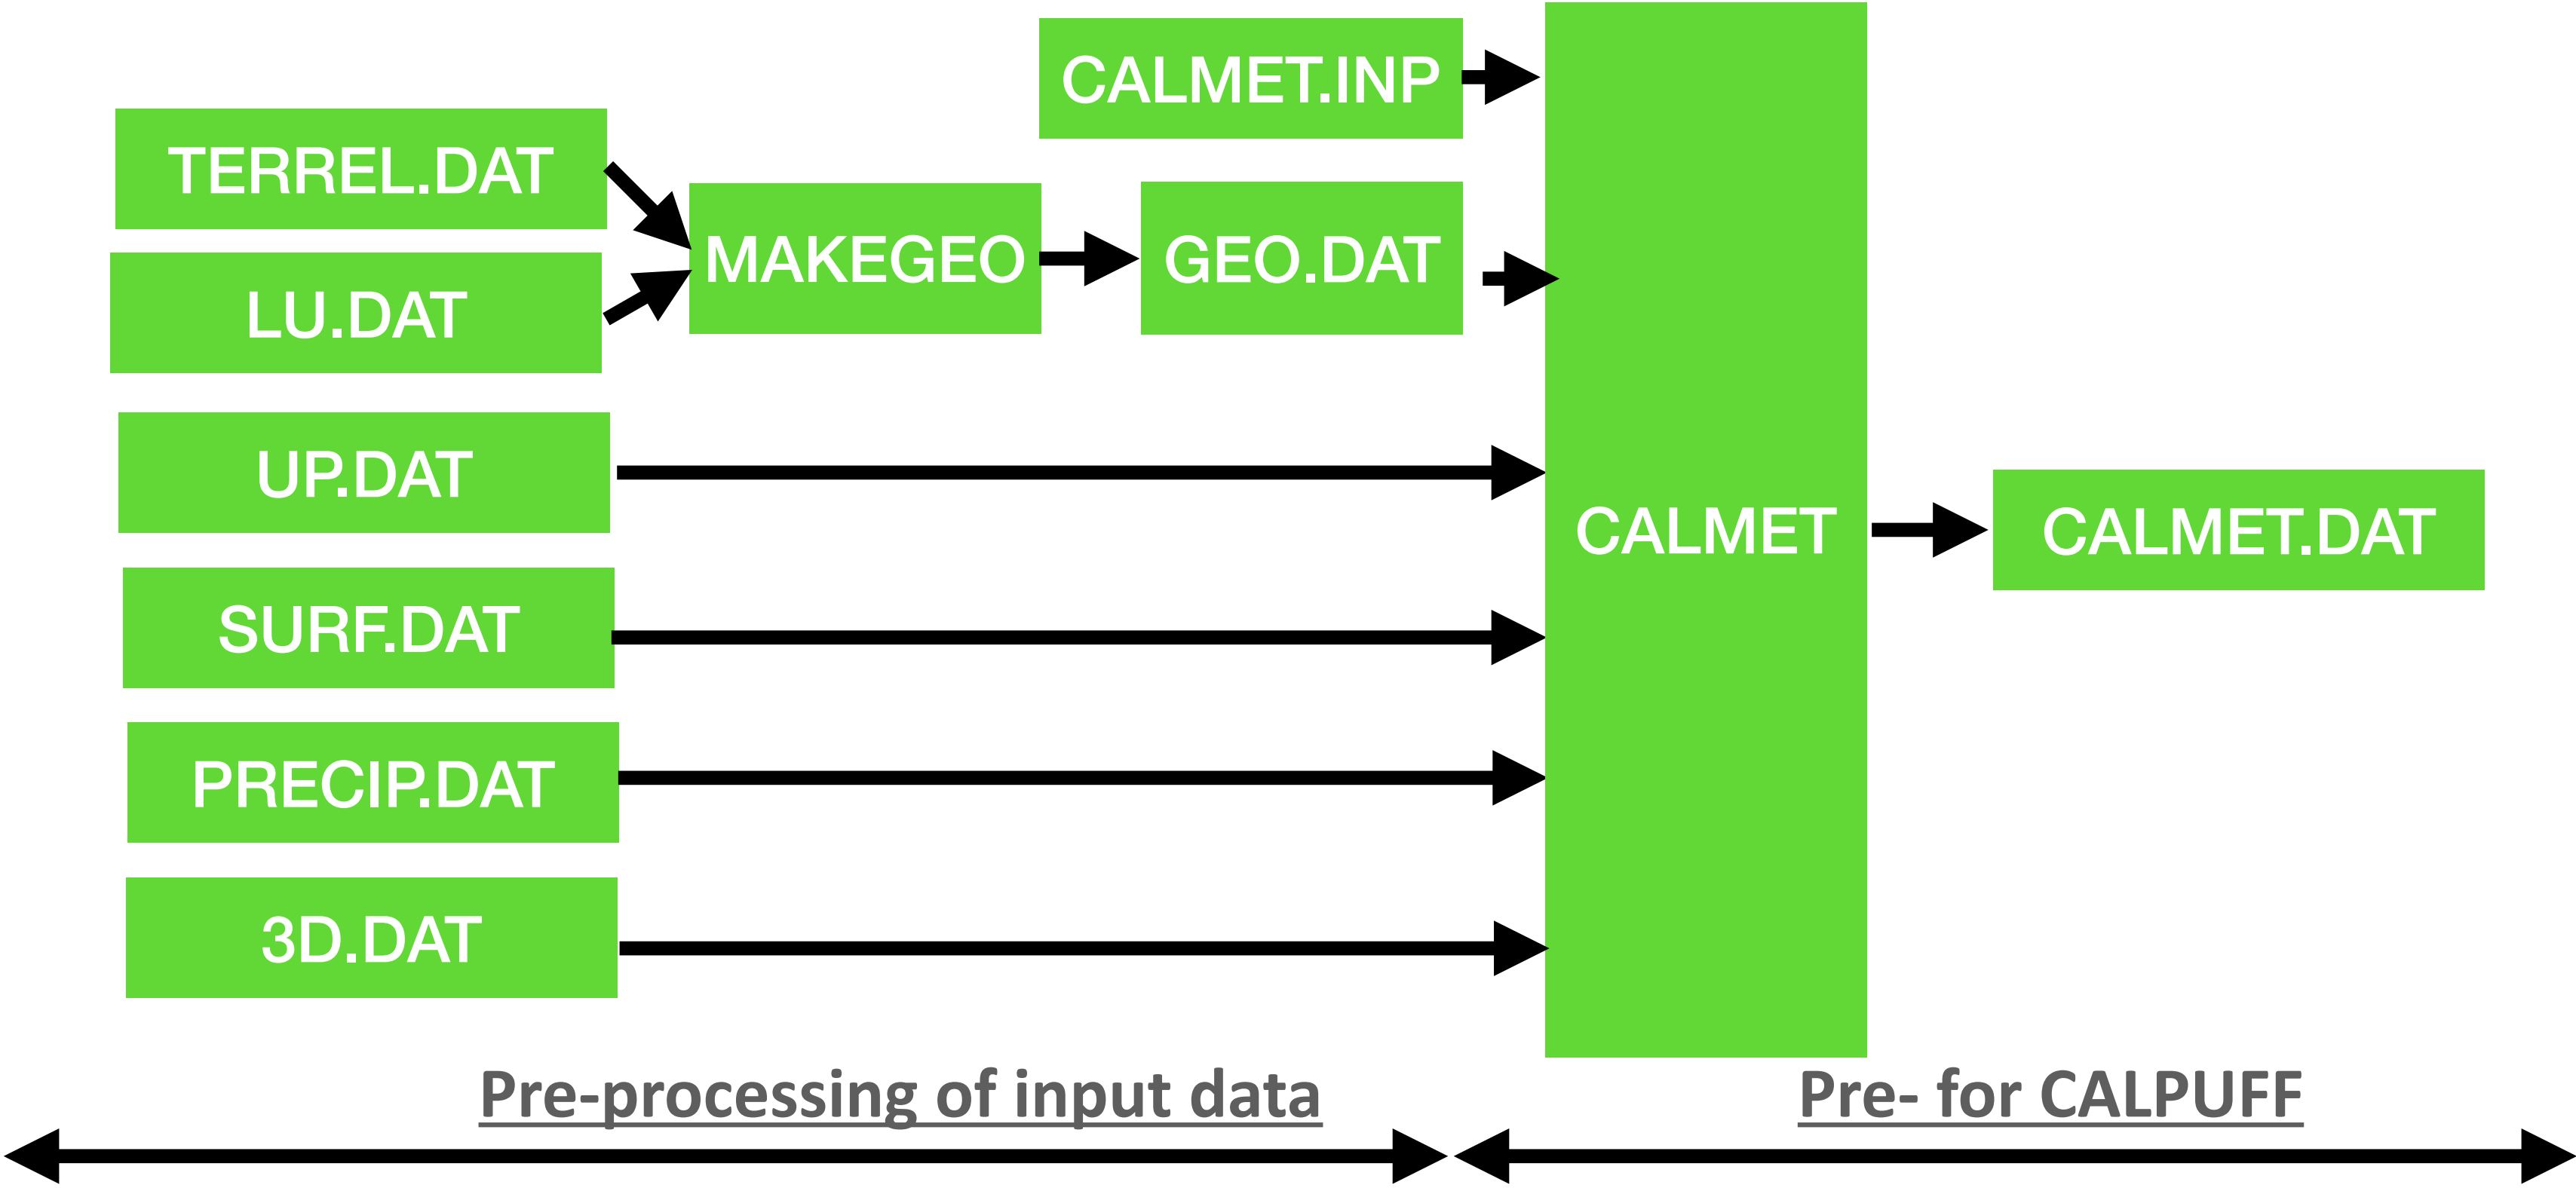 CALMET.INP
TERREL.DAT
MAKEGEO
GEO.DAT
LU.DAT
UP.DAT
CALMET
CALMET.DAT
SURF.DAT
PRECIP.DAT
3D.DAT
Pre-processing of input data
Pre- for CALPUFF